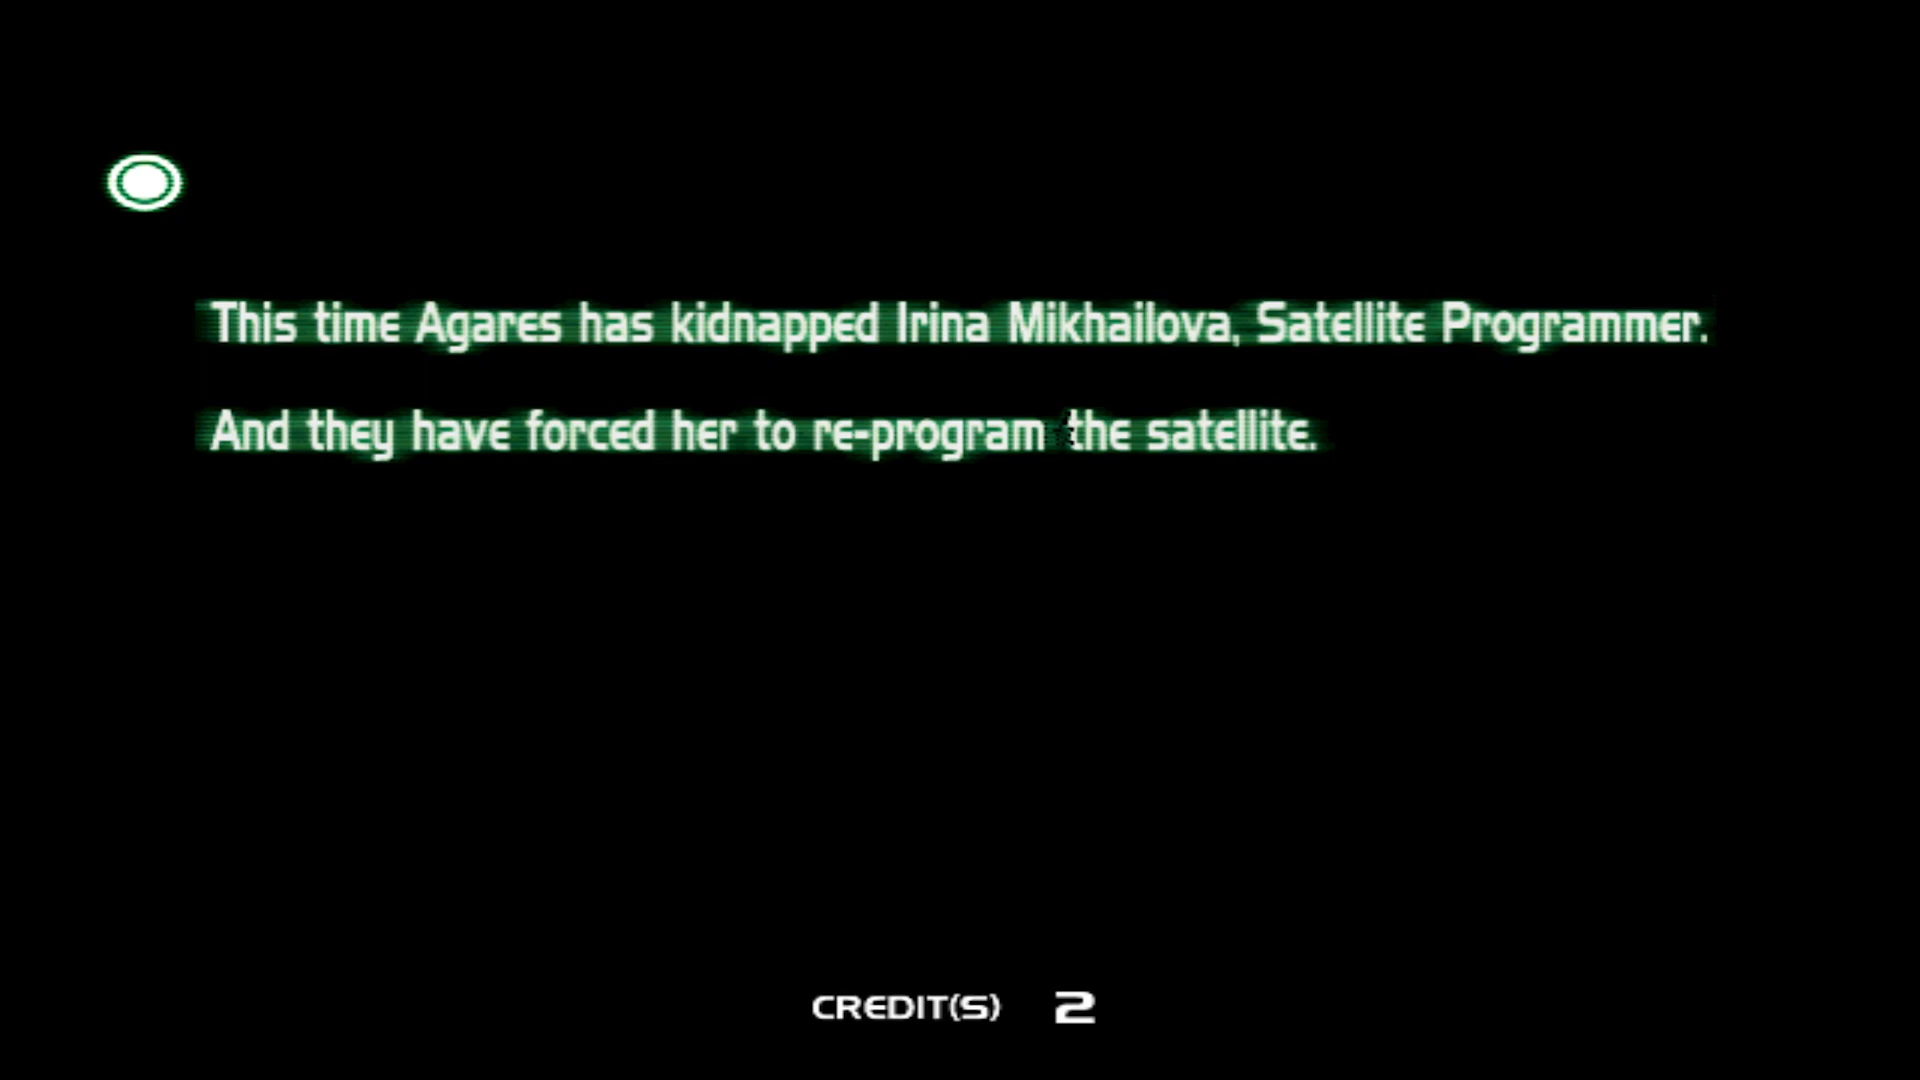 This time Agares has kidnapped Irina Mikhailova, Satellite Programmer.
And they have forced her to re-program the satellite.
CREDIT(S) 2